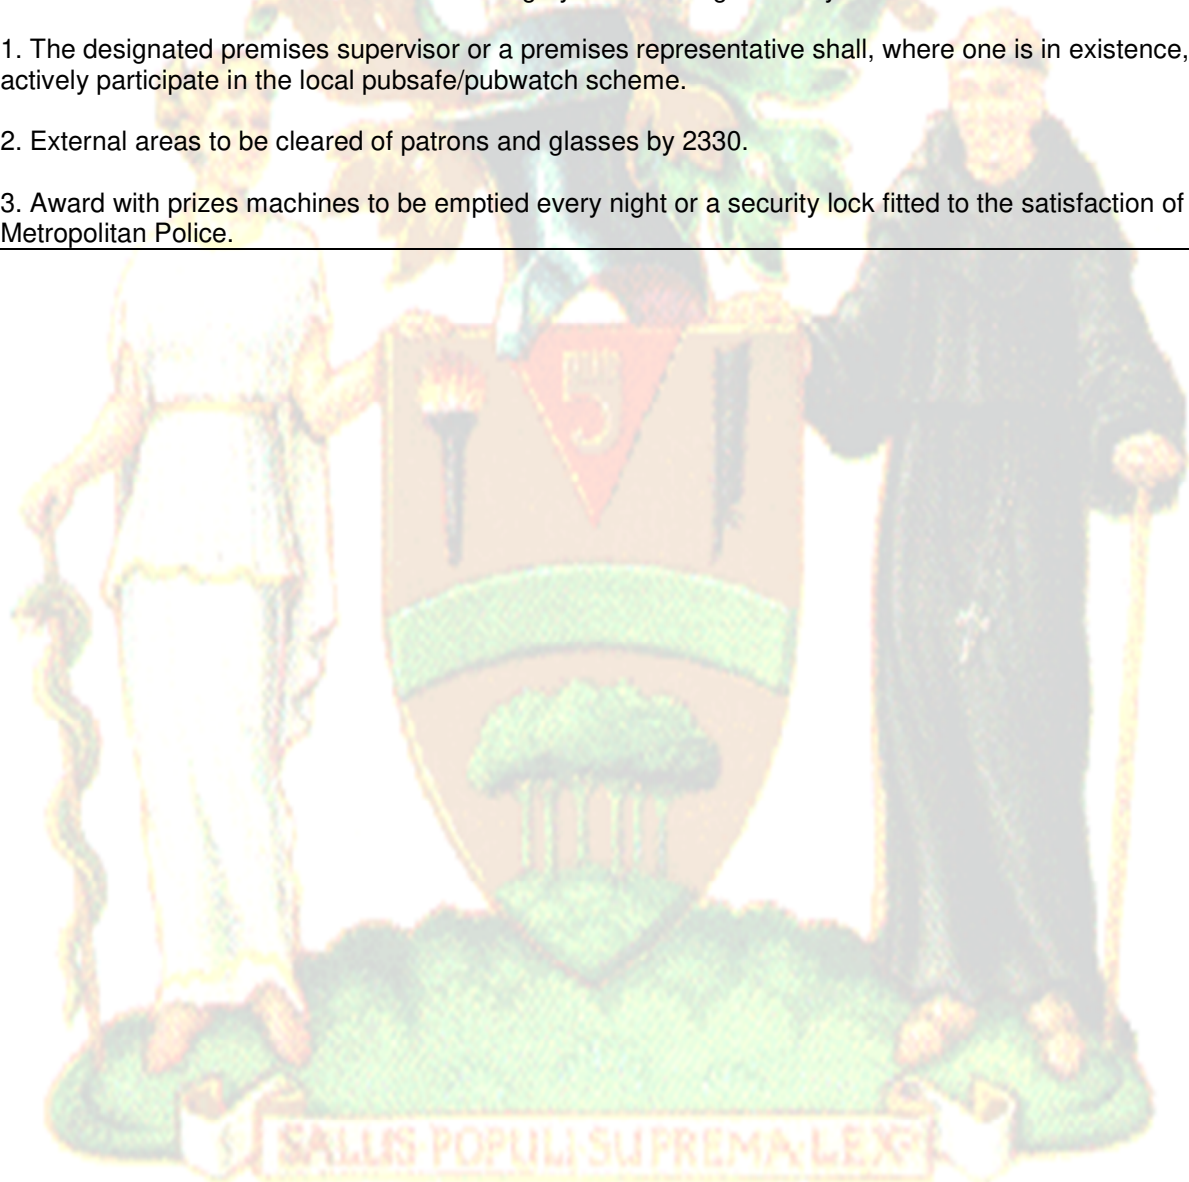 1. The designated premises supervisor or a premises representative shall, where one is in existence,
actively participate in the local pubsafe/pubwatch scheme.
2. External areas to be cleared of patrons and glasses by 2330.
3. Award with prizes machines to be emptied every night or a security lock fitted to the satisfaction of
Metropolitan Police.
5
SALUS POPULI SUPREMA LEX